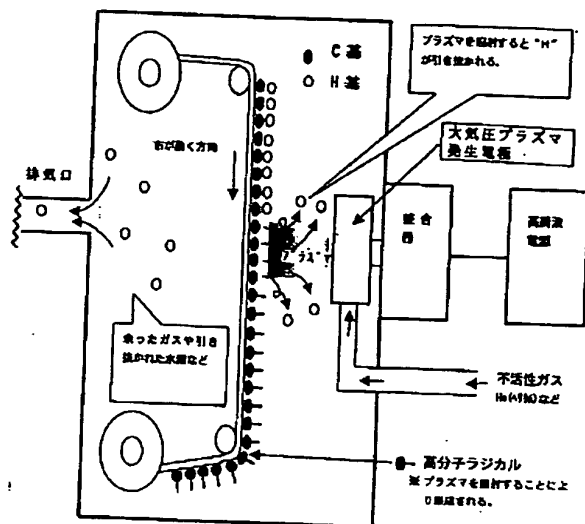 C基
H基
プラズマを照射すると "H"
が引き抜かれる。
大気圧プラズマ
発生電極
布が動く方向
排気口
整合
器
高周波
電源
プラズマ
余ったガスや引き
抜かれた水素など
不活性ガス
He(ヘリウム)など
高分子ラジカル
※ プラズマを照射することによ
り生成される。